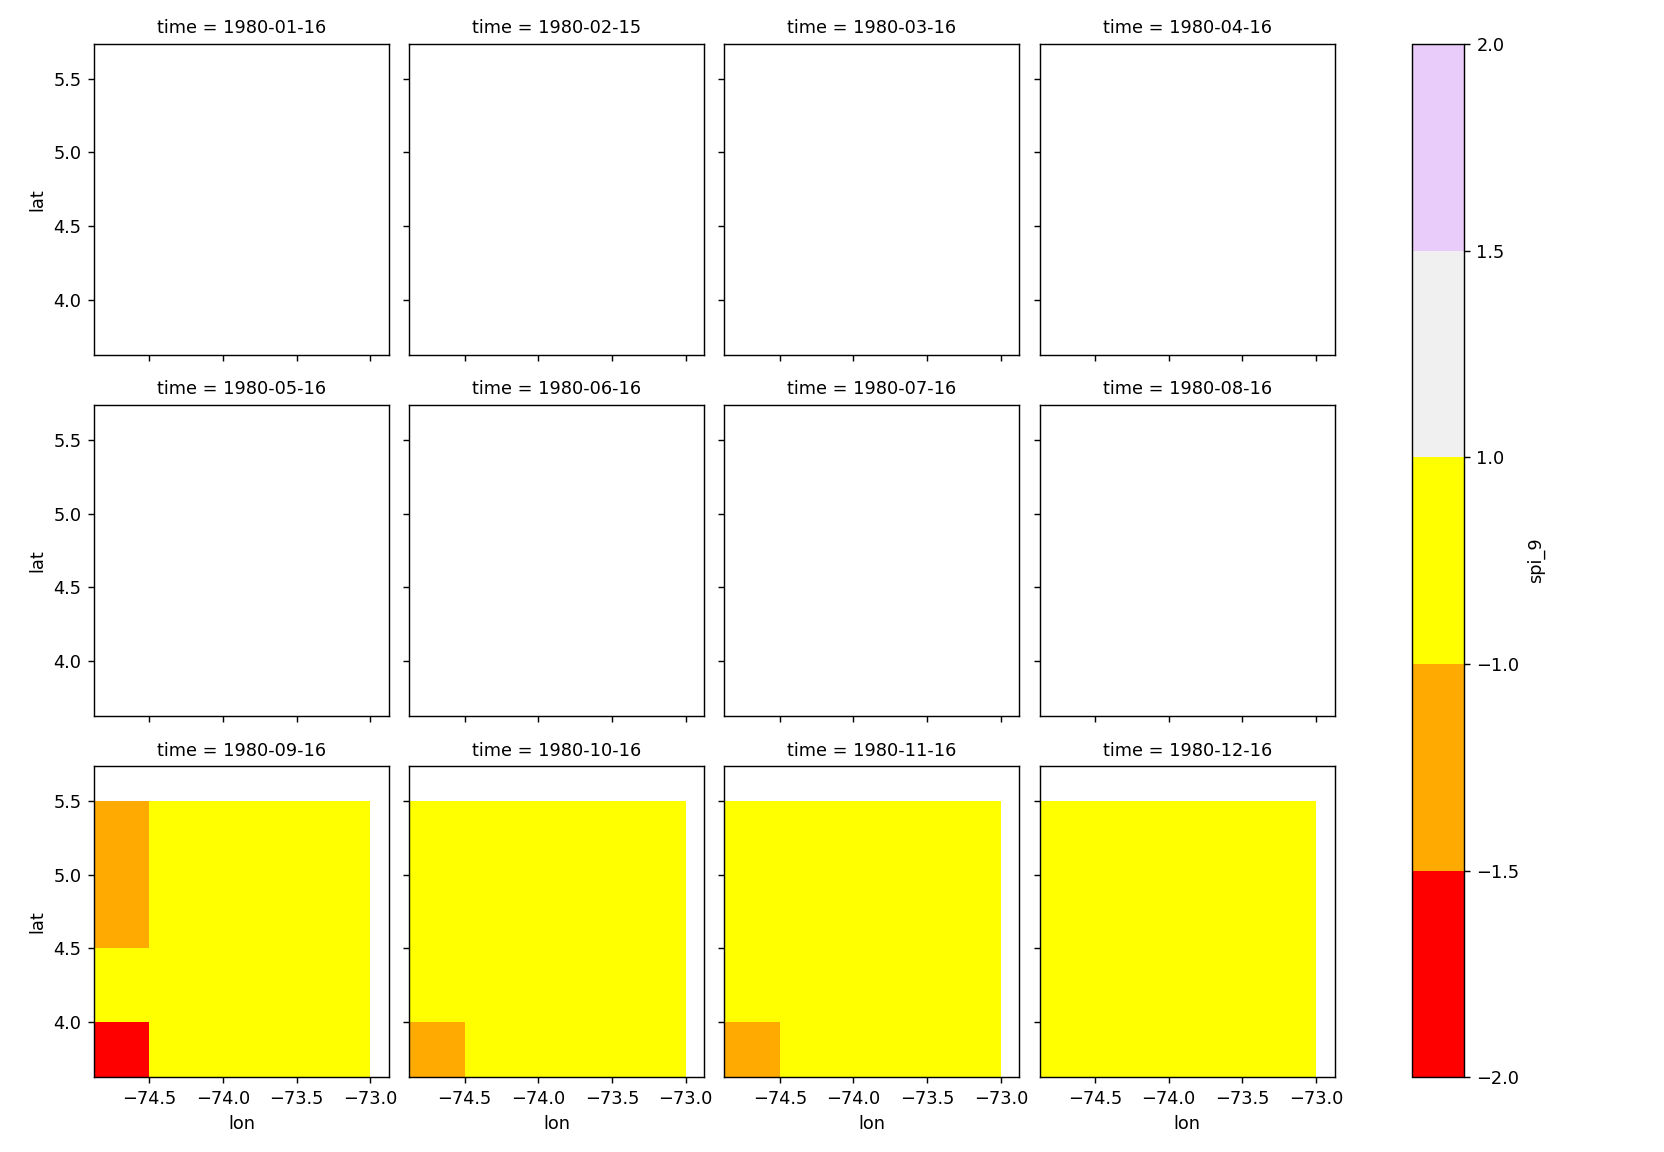 time = 1980-01-16 time = 1980-02-15 time = 1980-03-16 time = 1980-04-16
2.0
5.5
5.0
lat
4.5
4.0
1.5
time = 1980-05-16 time = 1980-06-16 time = 1980-07-16 time = 1980-08-16
5.5
1.0
5.0
lat
4.5
4.0
spi_9
−1.0
time = 1980-09-16 time = 1980-10-16 time = 1980-11-16 time = 1980-12-16
5.5
5.0
−1.5
lat
4.5
4.0
−2.0
−74.5 −74.0 −73.5 −73.0 −74.5 −74.0 −73.5 −73.0 −74.5 −74.0 −73.5 −73.0 −74.5 −74.0 −73.5 −73.0
lon lon lon lon